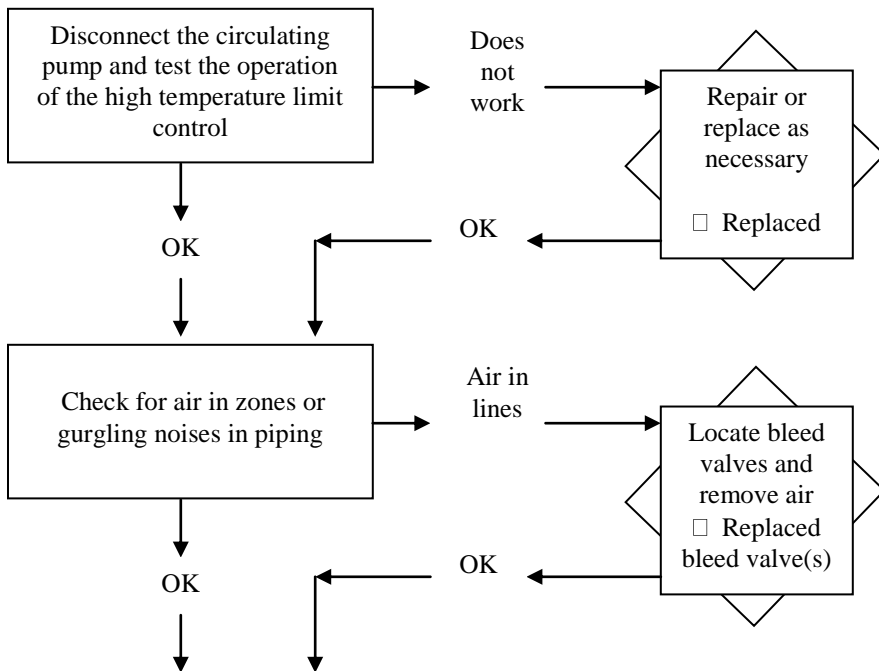 Disconnect the circulating
pump and test the operation
of the high temperature limit
control
Does
not
work
Repair or
replace as
necessary
□ Replaced
OK
OK
Check for air in zones or
gurgling noises in piping
Air in
lines
Locate bleed
valves and
remove air
□ Replaced
bleed valve(s)
OK
OK